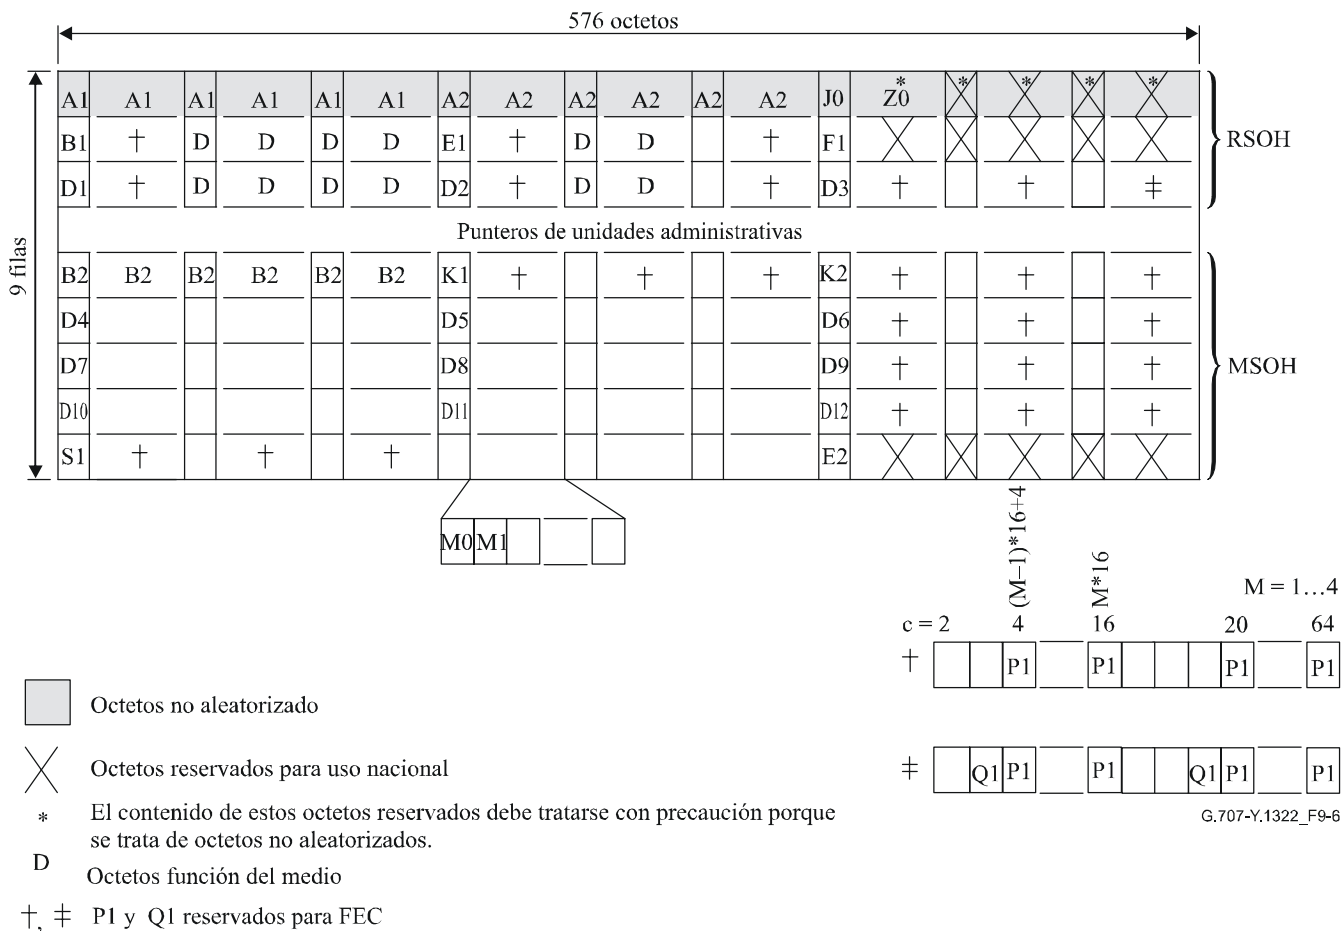 576 octetos
A1 A1 A1 A1 A1 A1 A2 A2 A2 A2 A2 A2 J0 Z0* * * * *
B1 † D D D D E1 † D D † F1
D1 † D D D D D2 † D D † D3 † † ‡
RSOH
Punteros de unidades administrativas
9 filas
B2 B2 B2 B2 B2 B2 K1 † † † K2 † † †
D4 D5 D6 † † †
D7 D8 D9 † † †
D10 D11 D12 † † †
S1 † † † E2
MSOH
M0 M1
(M–1)*16+4
M*16
M = 1…4
c = 2 4 16 20 64
† P1 P1 P1 P1
‡ Q1 P1 P1 Q1 P1 P1
G.707-Y.1322_F9-6
Octetos no aleatorizado
Octetos reservados para uso nacional
* El contenido de estos octetos reservados debe tratarse con precaución porque
se trata de octetos no aleatorizados.
D Octetos función del medio
†, ‡ P1 y Q1 reservados para FEC